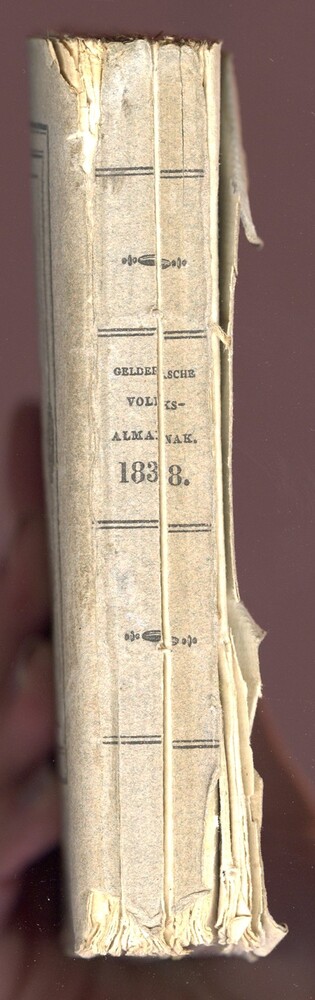 GELDERSCHE
VOLKS-
ALMANAK.
1838.